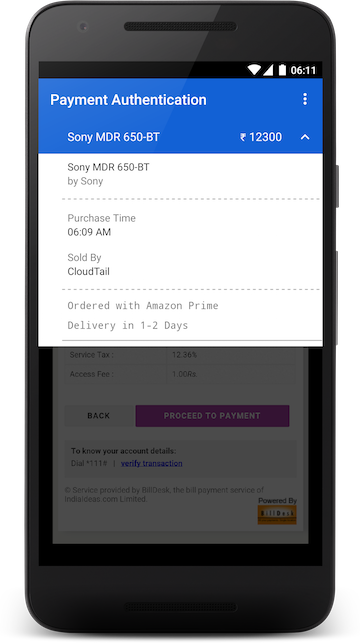 06:11
Payment Authentication
Sony MDR 650-BT ₹ 12300
Sony MDR 650-BT
by Sony
Purchase Time
06:09 AM
Sold By
CloudTail
Ordered with Amazon Prime
Delivery in 1-2 Days
Service Tax : 12.36%
Access Fee : 1.00Rs
BACK PROCEED TO PAYMENT
To know your account details:
Dial *111# | verify transaction
© Service provided by BillDesk, the bill payment service of
Indiaideas.com Limited.
Powered By
BillDesk